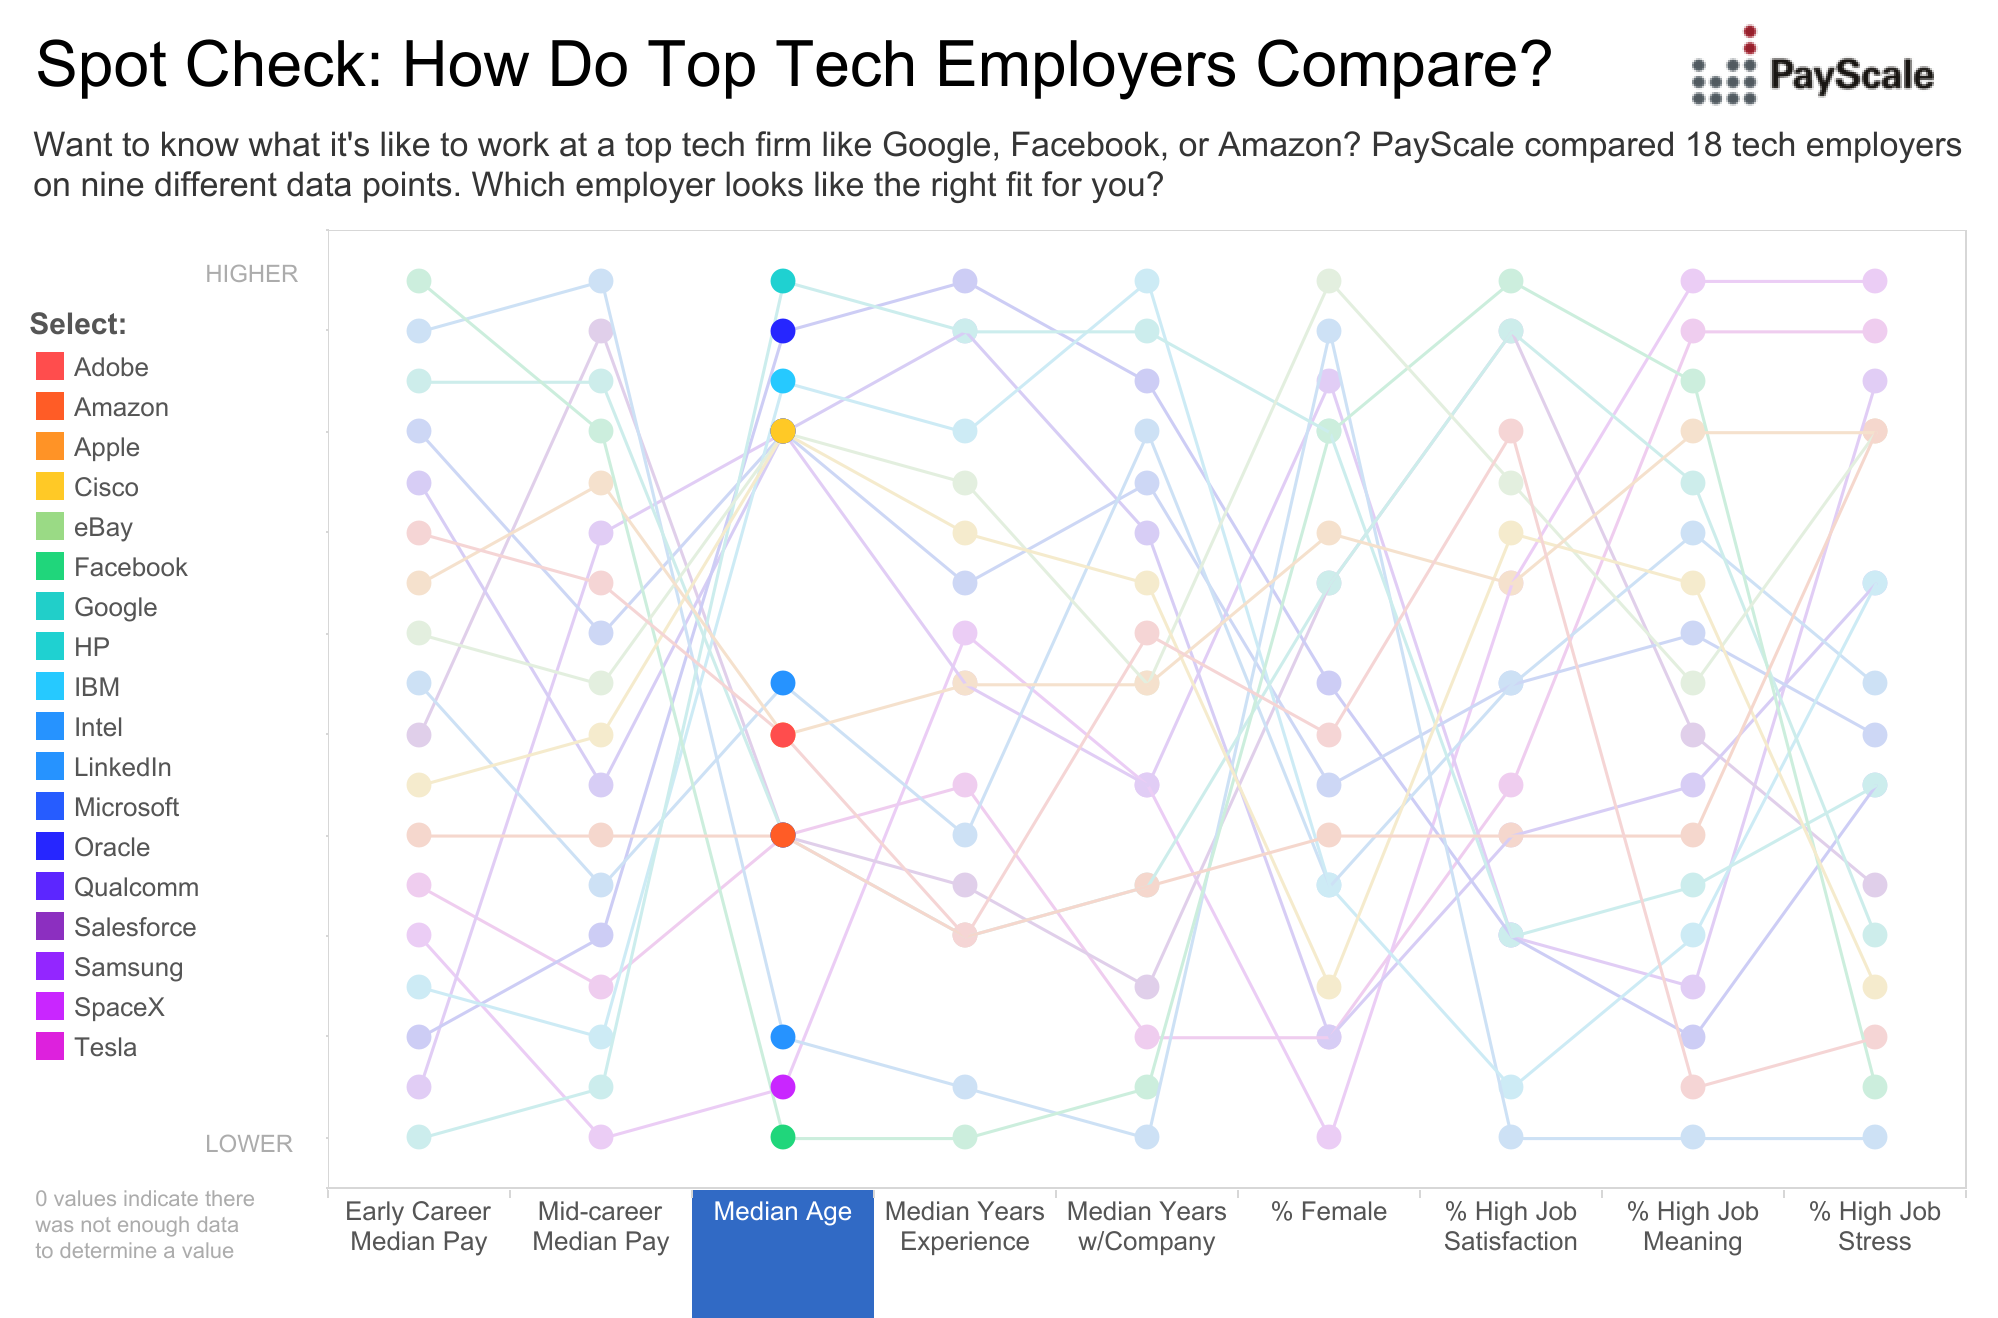 Spot Check: How Do Top Tech Employers Compare?
PayScale
Want to know what it's like to work at a top tech firm like Google, Facebook, or Amazon? PayScale compared 18 tech employers
on nine different data points. Which employer looks like the right fit for you?
HIGHER
Select:
Adobe
Amazon
Apple
Cisco
eBay
Facebook
Google
HP
IBM
Intel
LinkedIn
Microsoft
Oracle
Qualcomm
Salesforce
Samsung
SpaceX
Tesla
LOWER
0 values indicate there
was not enough data
to determine a value
Early Career
Median Pay
Mid-career
Median Pay
Median Age
Median Years
Experience
Median Years
w/Company
% Female
% High Job
Satisfaction
% High Job
Meaning
% High Job
Stress